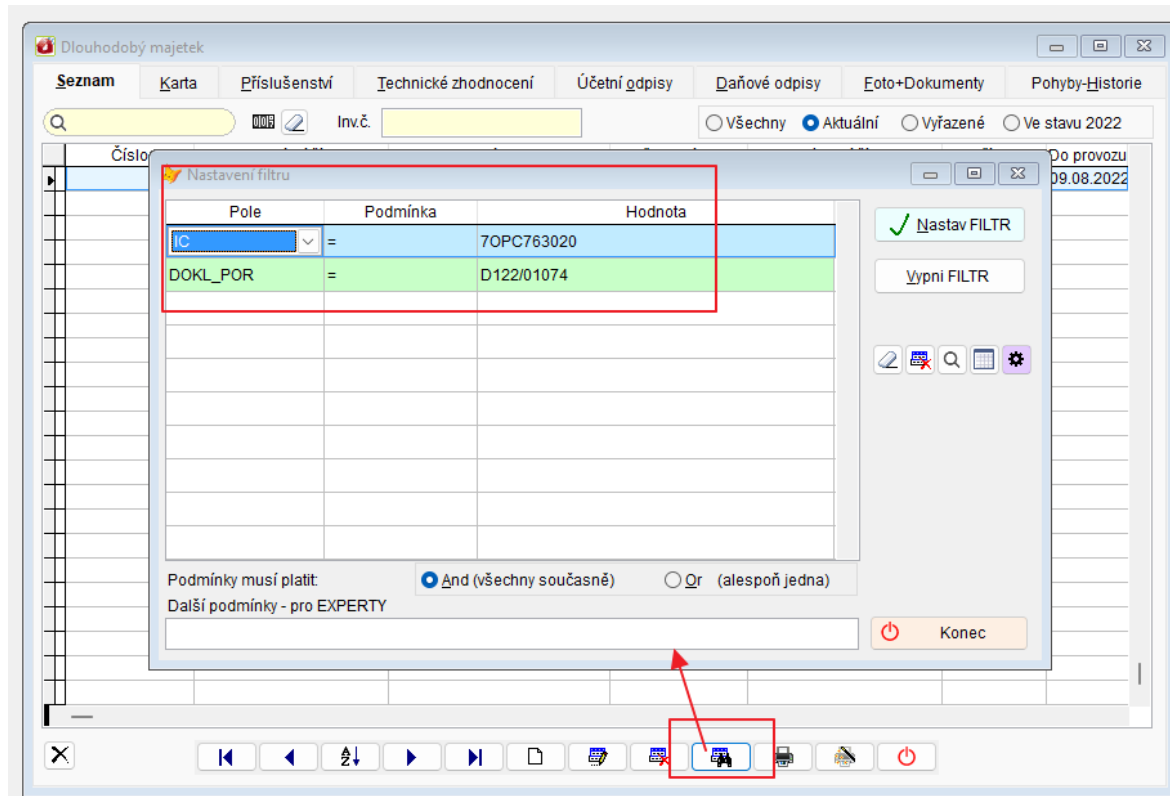 Dlouhodobý majetek
Seznam Karta Příslušenství Technické zhodnocení Účetní odpisy Daňové odpisy Foto+Dokumenty Pohyby-Historie
Inv.č. Všechny Aktuální Vyřazené Ve stavu 2022
Číslo Do provozu
09.08.2022
Nastavení filtru
Pole Podmínka Hodnota
IC = 7OPC763020
DOKL_POR = D122/01074
Nastav FILTR
Vypni FILTR
Podmínky musí platit: And (všechny současně) Or (alespoň jedna)
Další podmínky - pro EXPERTY
Konec